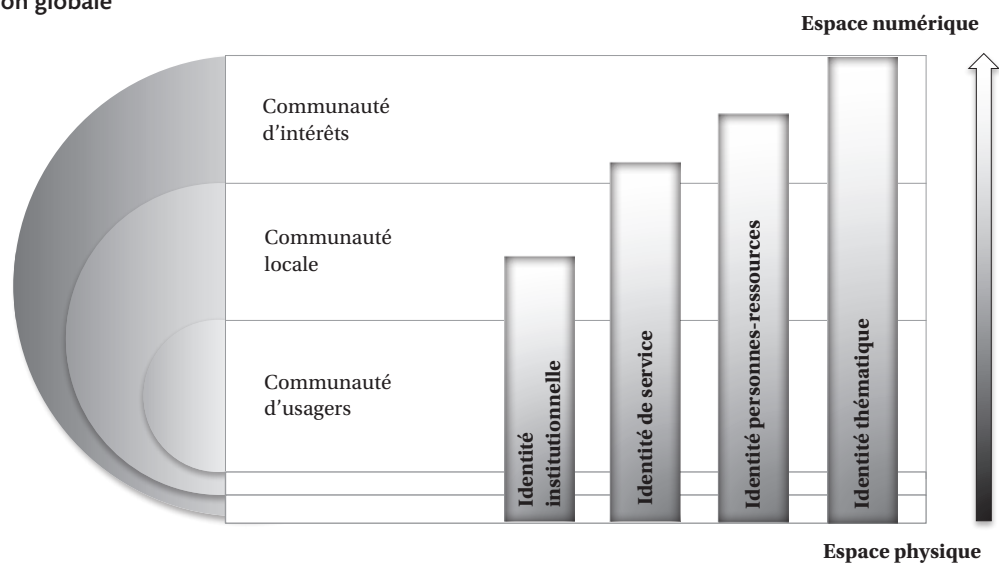 on globale
Espace numérique
Communauté
d'intérêts
Communauté
locale
Communauté
d'usagers
Identité
institutionnelle
Identité de service
Identité personnes-ressources
Identité thématique
Espace physique